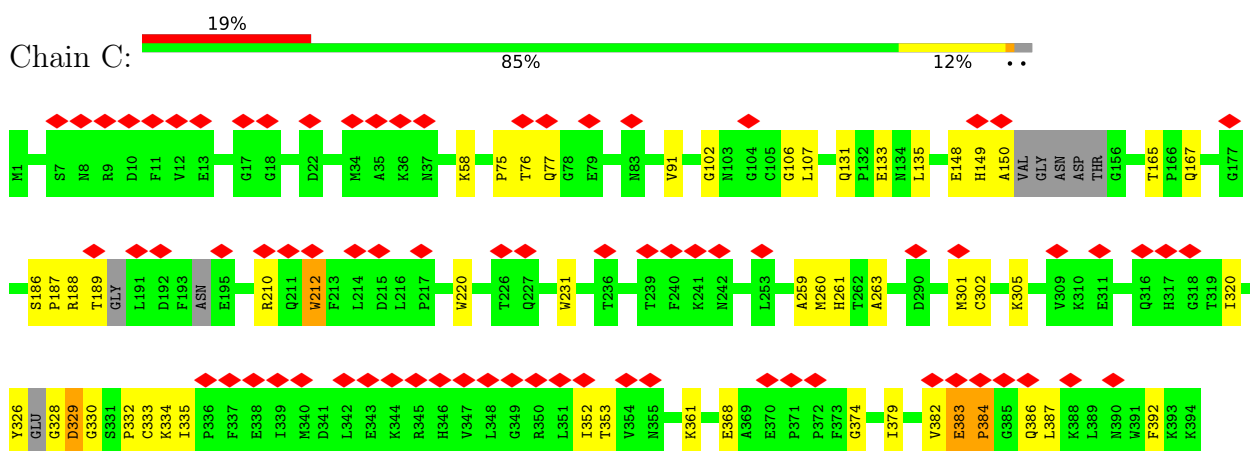 19%
Chain C:
85% 12% ••
M1 S7 N8 R9 D10 F11 V12 E13 G17 G18 D22 M34 A35 K36 N37 K58 P75 T76 Q77 G78 E79 N83 V91 G102 N103 G104 C105 G106 L107 Q131 P132 E133 N134 L135 E148 H149 A150 VAL GLY ASN ASP THR G156 T165 P166 Q167 G177
S186 P187 R188 T189 GLY L191 D192 F193 ASN E195 R210 Q211 W212 F213 L214 D215 L216 P217 W220 T226 Q227 W231 T236 T239 F240 K241 N242 L253 A259 M260 H261 T262 A263 D290 M301 C302 K305 V309 K310 E311 Q316 H317 G318 T319 I320
Y326 GLU G328 D329 G330 S331 P332 C333 K334 I335 P336 F337 E338 I339 M340 D341 L342 E343 K344 R345 H346 V347 L348 G349 R350 L351 I352 T353 V354 N355 K361 E368 A369 E370 P371 P372 F373 G374 I379 V382 E383 P384 G385 Q386 L387 K388 L389 N390 W391 F392 K393 K394